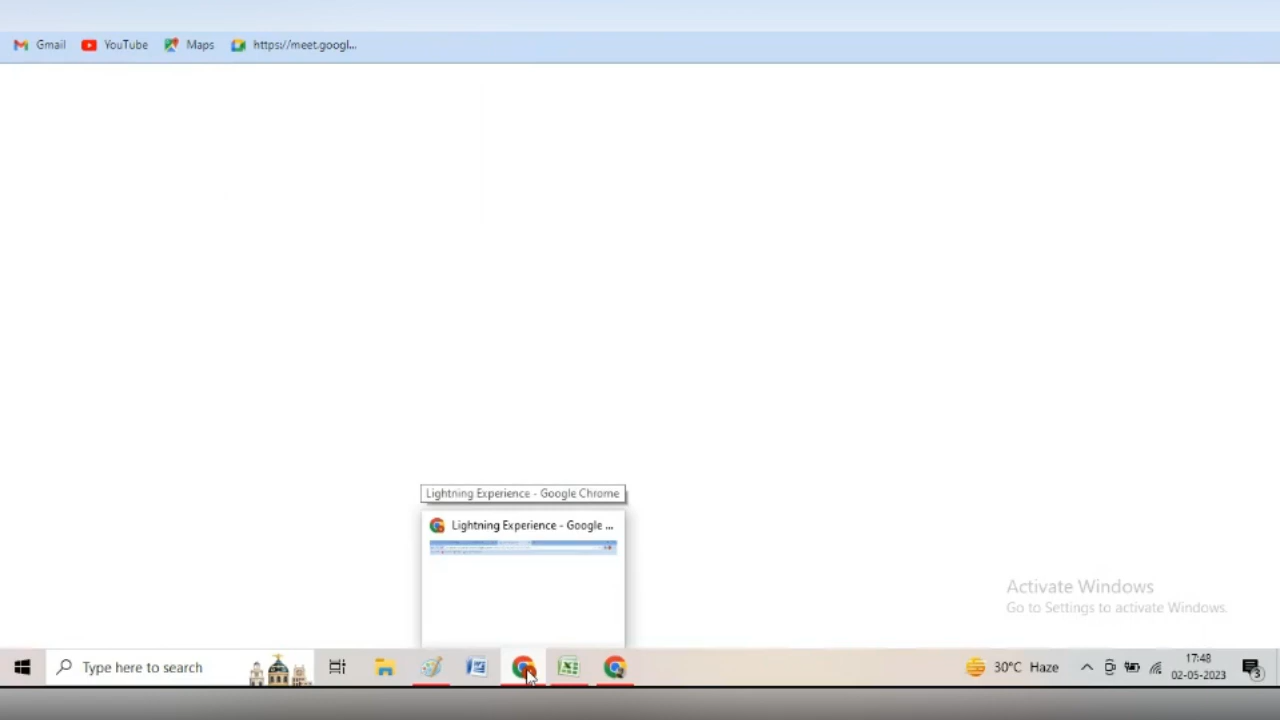 Gmail YouTube Maps https://meet.googl...
Lightning Experience - Google Chrome
Lightning Experience - Google ...
Activate Windows
Go to Settings to activate Windows.
Type here to search
30°C Haze
17:48
02-05-2023
3